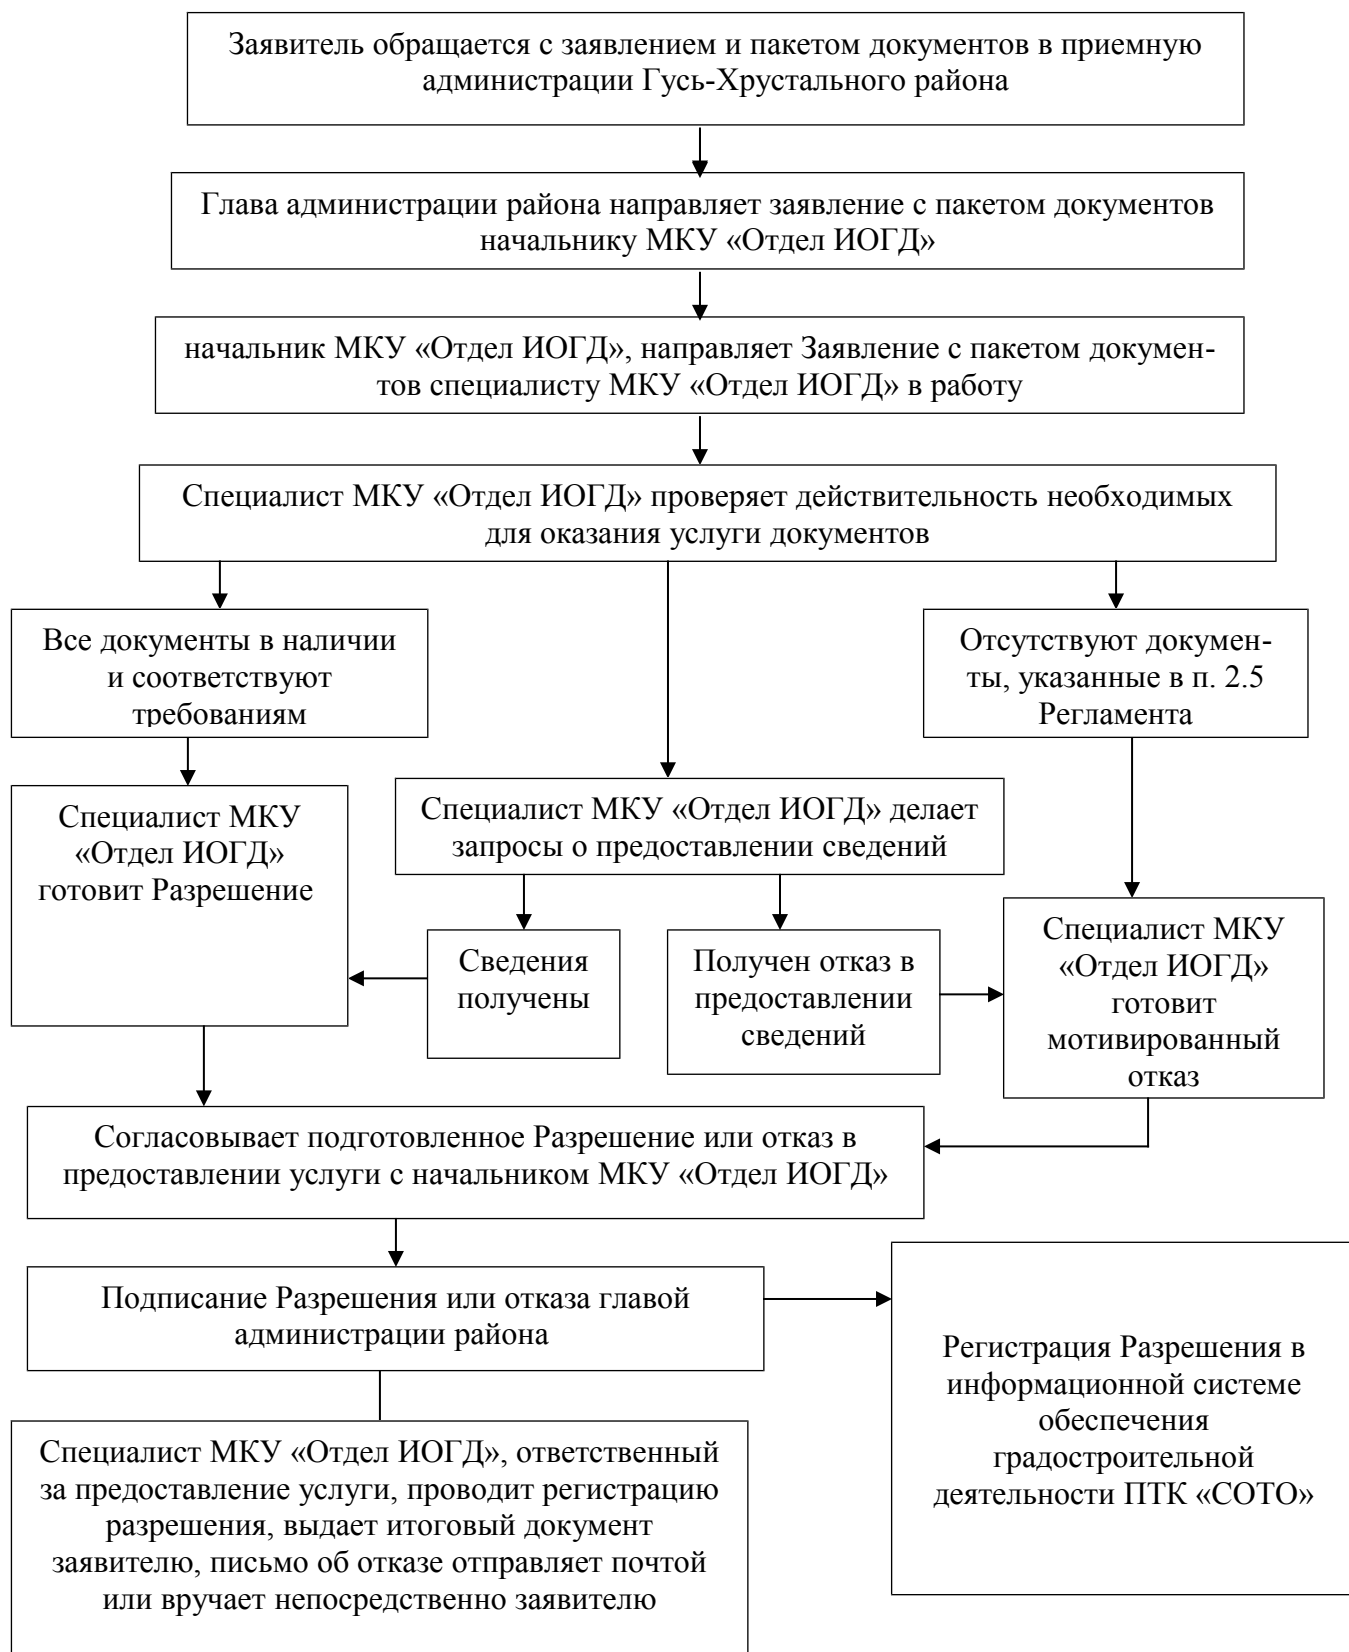 Заявитель обращается с заявлением и пакетом документов в приемную
администрации Гусь-Хрустального района
Глава администрации района направляет заявление с пакетом документов
начальнику МКУ «Отдел ИОГД»
начальник МКУ «Отдел ИОГД», направляет Заявление с пакетом докумен-
тов специалисту МКУ «Отдел ИОГД» в работу
Специалист МКУ «Отдел ИОГД» проверяет действительность необходимых
для оказания услуги документов
Все документы в наличии
и соответствуют
требованиям
Отсутствуют докумен-
ты, указанные в п. 2.5
Регламента
Специалист МКУ
«Отдел ИОГД»
готовит Разрешение
Специалист МКУ «Отдел ИОГД» делает
запросы о предоставлении сведений
Сведения
получены
Получен отказ в
предоставлении
сведений
Специалист МКУ
«Отдел ИОГД»
готовит
мотивированный
отказ
Согласовывает подготовленное Разрешение или отказ в
предоставлении услуги с начальником МКУ «Отдел ИОГД»
Подписание Разрешения или отказа главой
администрации района
Регистрация Разрешения в
информационной системе
обеспечения
градостроительной
деятельности ПТК «СОТО»
Специалист МКУ «Отдел ИОГД», ответственный
за предоставление услуги, проводит регистрацию
разрешения, выдает итоговый документ
заявителю, письмо об отказе отправляет почтой
или вручает непосредственно заявителю